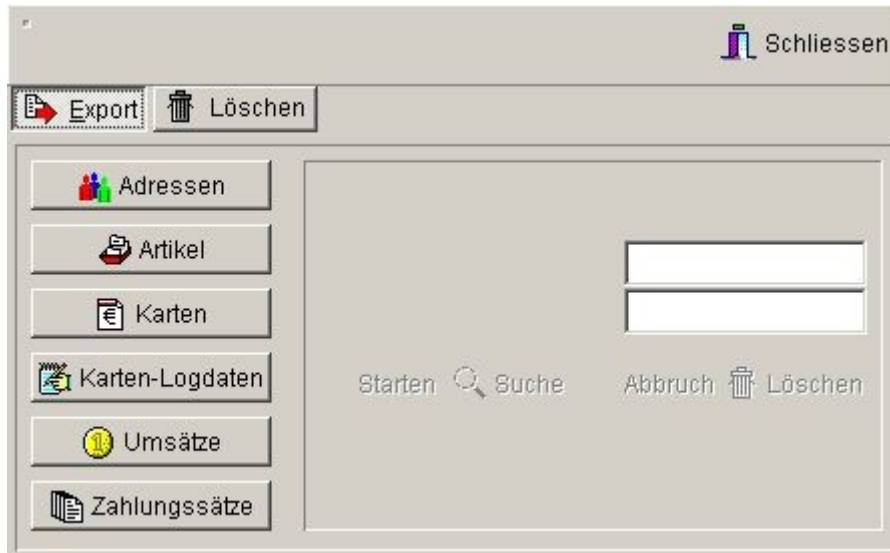 Schliessen
Export Löschen
Adressen
Artikel
Karten
Karten-Logdaten
Starten Suche Abbruch Löschen
Umsätze
Zahlungssätze